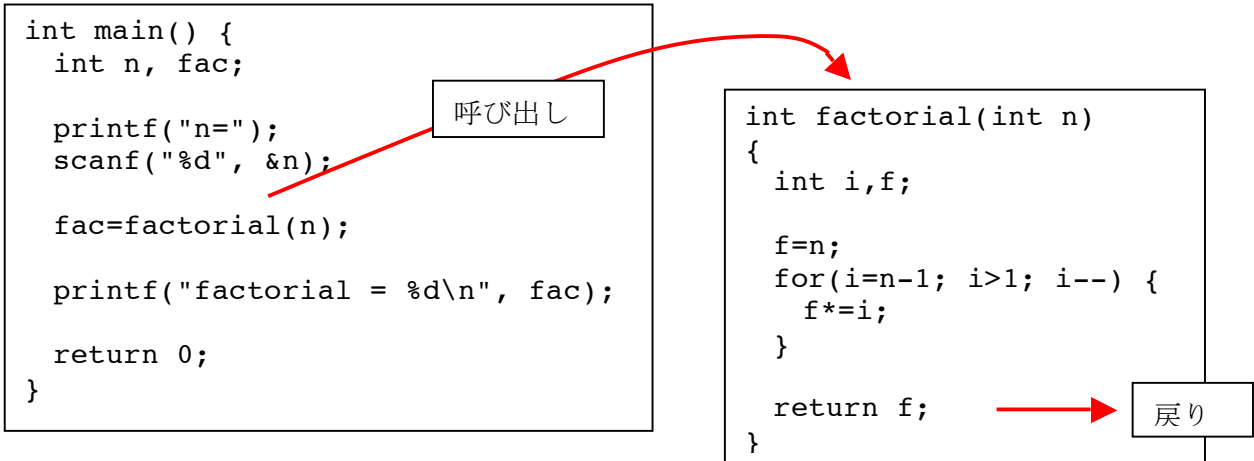 int main() {
int n, fac;
printf("n=");
scanf("%d", &n);
fac=factorial(n);
printf("factorial = %d\n", fac);
return 0;
}
呼び出し
int factorial(int n)
{
int i,f;
f=n;
for(i=n-1; i>1; i--) {
f*=i;
}
return f;
}
戻り